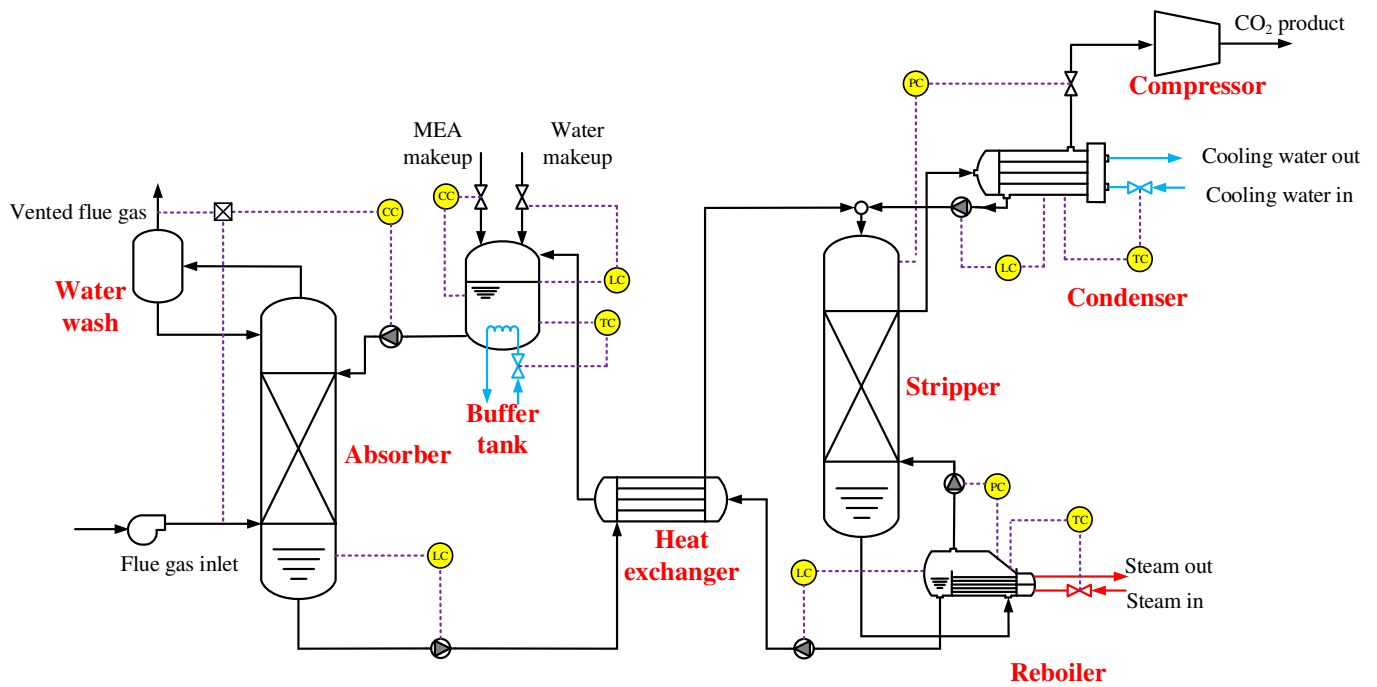 CO₂ product
Compressor
PC
MEA
makeup
Water
makeup
Cooling water out
Cooling water in
CC
Vented flue gas
CC
LC
TC
LC
TC
Condenser
Water
wash
Stripper
Buffer
tank
Absorber
PC
TC
Heat
exchanger
Flue gas inlet
LC
LC
Steam out
Steam in
Reboiler